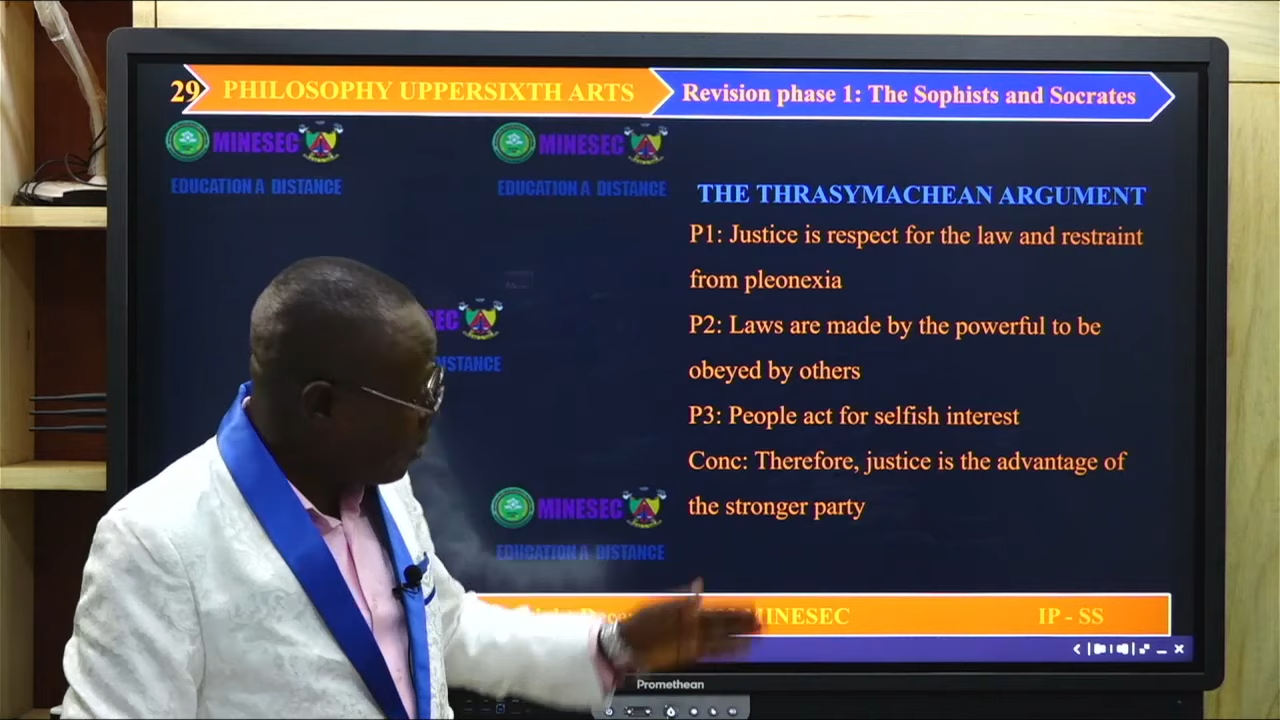 29
PHILOSOPHY UPPERSIXTH ARTS
Revision phase 1: The Sophists and Socrates
MINESEC
EDUCATION A DISTANCE
MINESEC
EDUCATION A DISTANCE
THE THRASYMACHEAN ARGUMENT
P1: Justice is respect for the law and restraint
from pleonexia
P2: Laws are made by the powerful to be
obeyed by others
P3: People act for selfish interest
Conc: Therefore, justice is the advantage of
the stronger party
MINESEC
EDUCATION A DISTANCE
MINESEC
IP - SS
Promethean